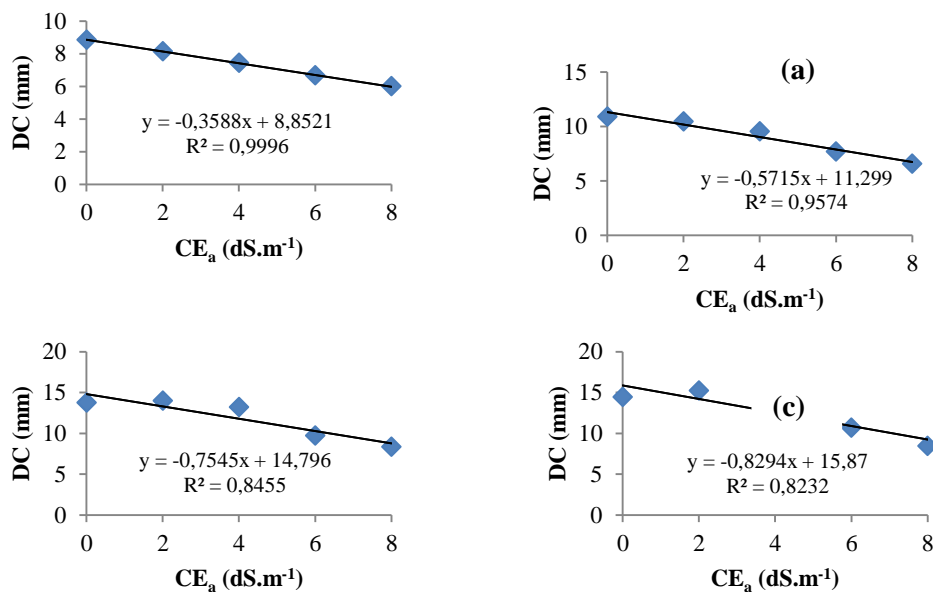 10
8
6
4
2
0
DC (mm)
y = -0,3588x + 8,8521
R² = 0,9996
0 2 4 6 8
CEₐ (dS.m⁻¹)
(a)
15
10
5
0
DC (mm)
y = -0,5715x + 11,299
R² = 0,9574
0 2 4 6 8
CEₐ (dS.m⁻¹)
20
15
10
5
0
DC (mm)
y = -0,7545x + 14,796
R² = 0,8455
0 2 4 6 8
CEₐ (dS.m⁻¹)
20
15
10
5
0
DC (mm)
(c)
y = -0,8294x + 15,87
R² = 0,8232
0 2 4 6 8
CEₐ (dS.m⁻¹)